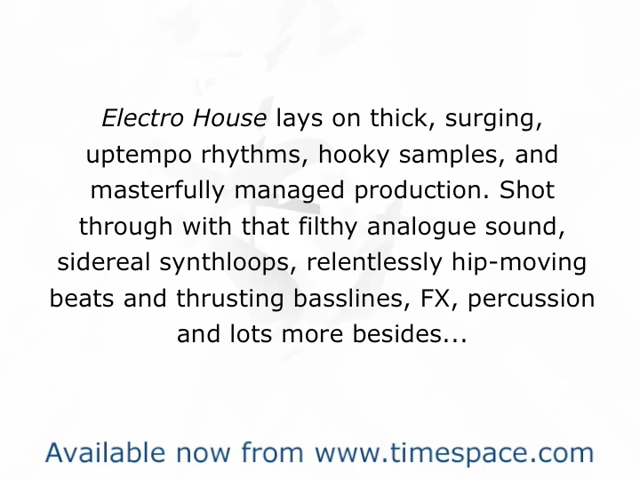 Electro House lays on thick, surging,
uptempo rhythms, hooky samples, and
masterfully managed production. Shot
through with that filthy analogue sound,
sidereal synthloops, relentlessly hip-moving
beats and thrusting basslines, FX, percussion
and lots more besides...
Available now from www.timespace.com